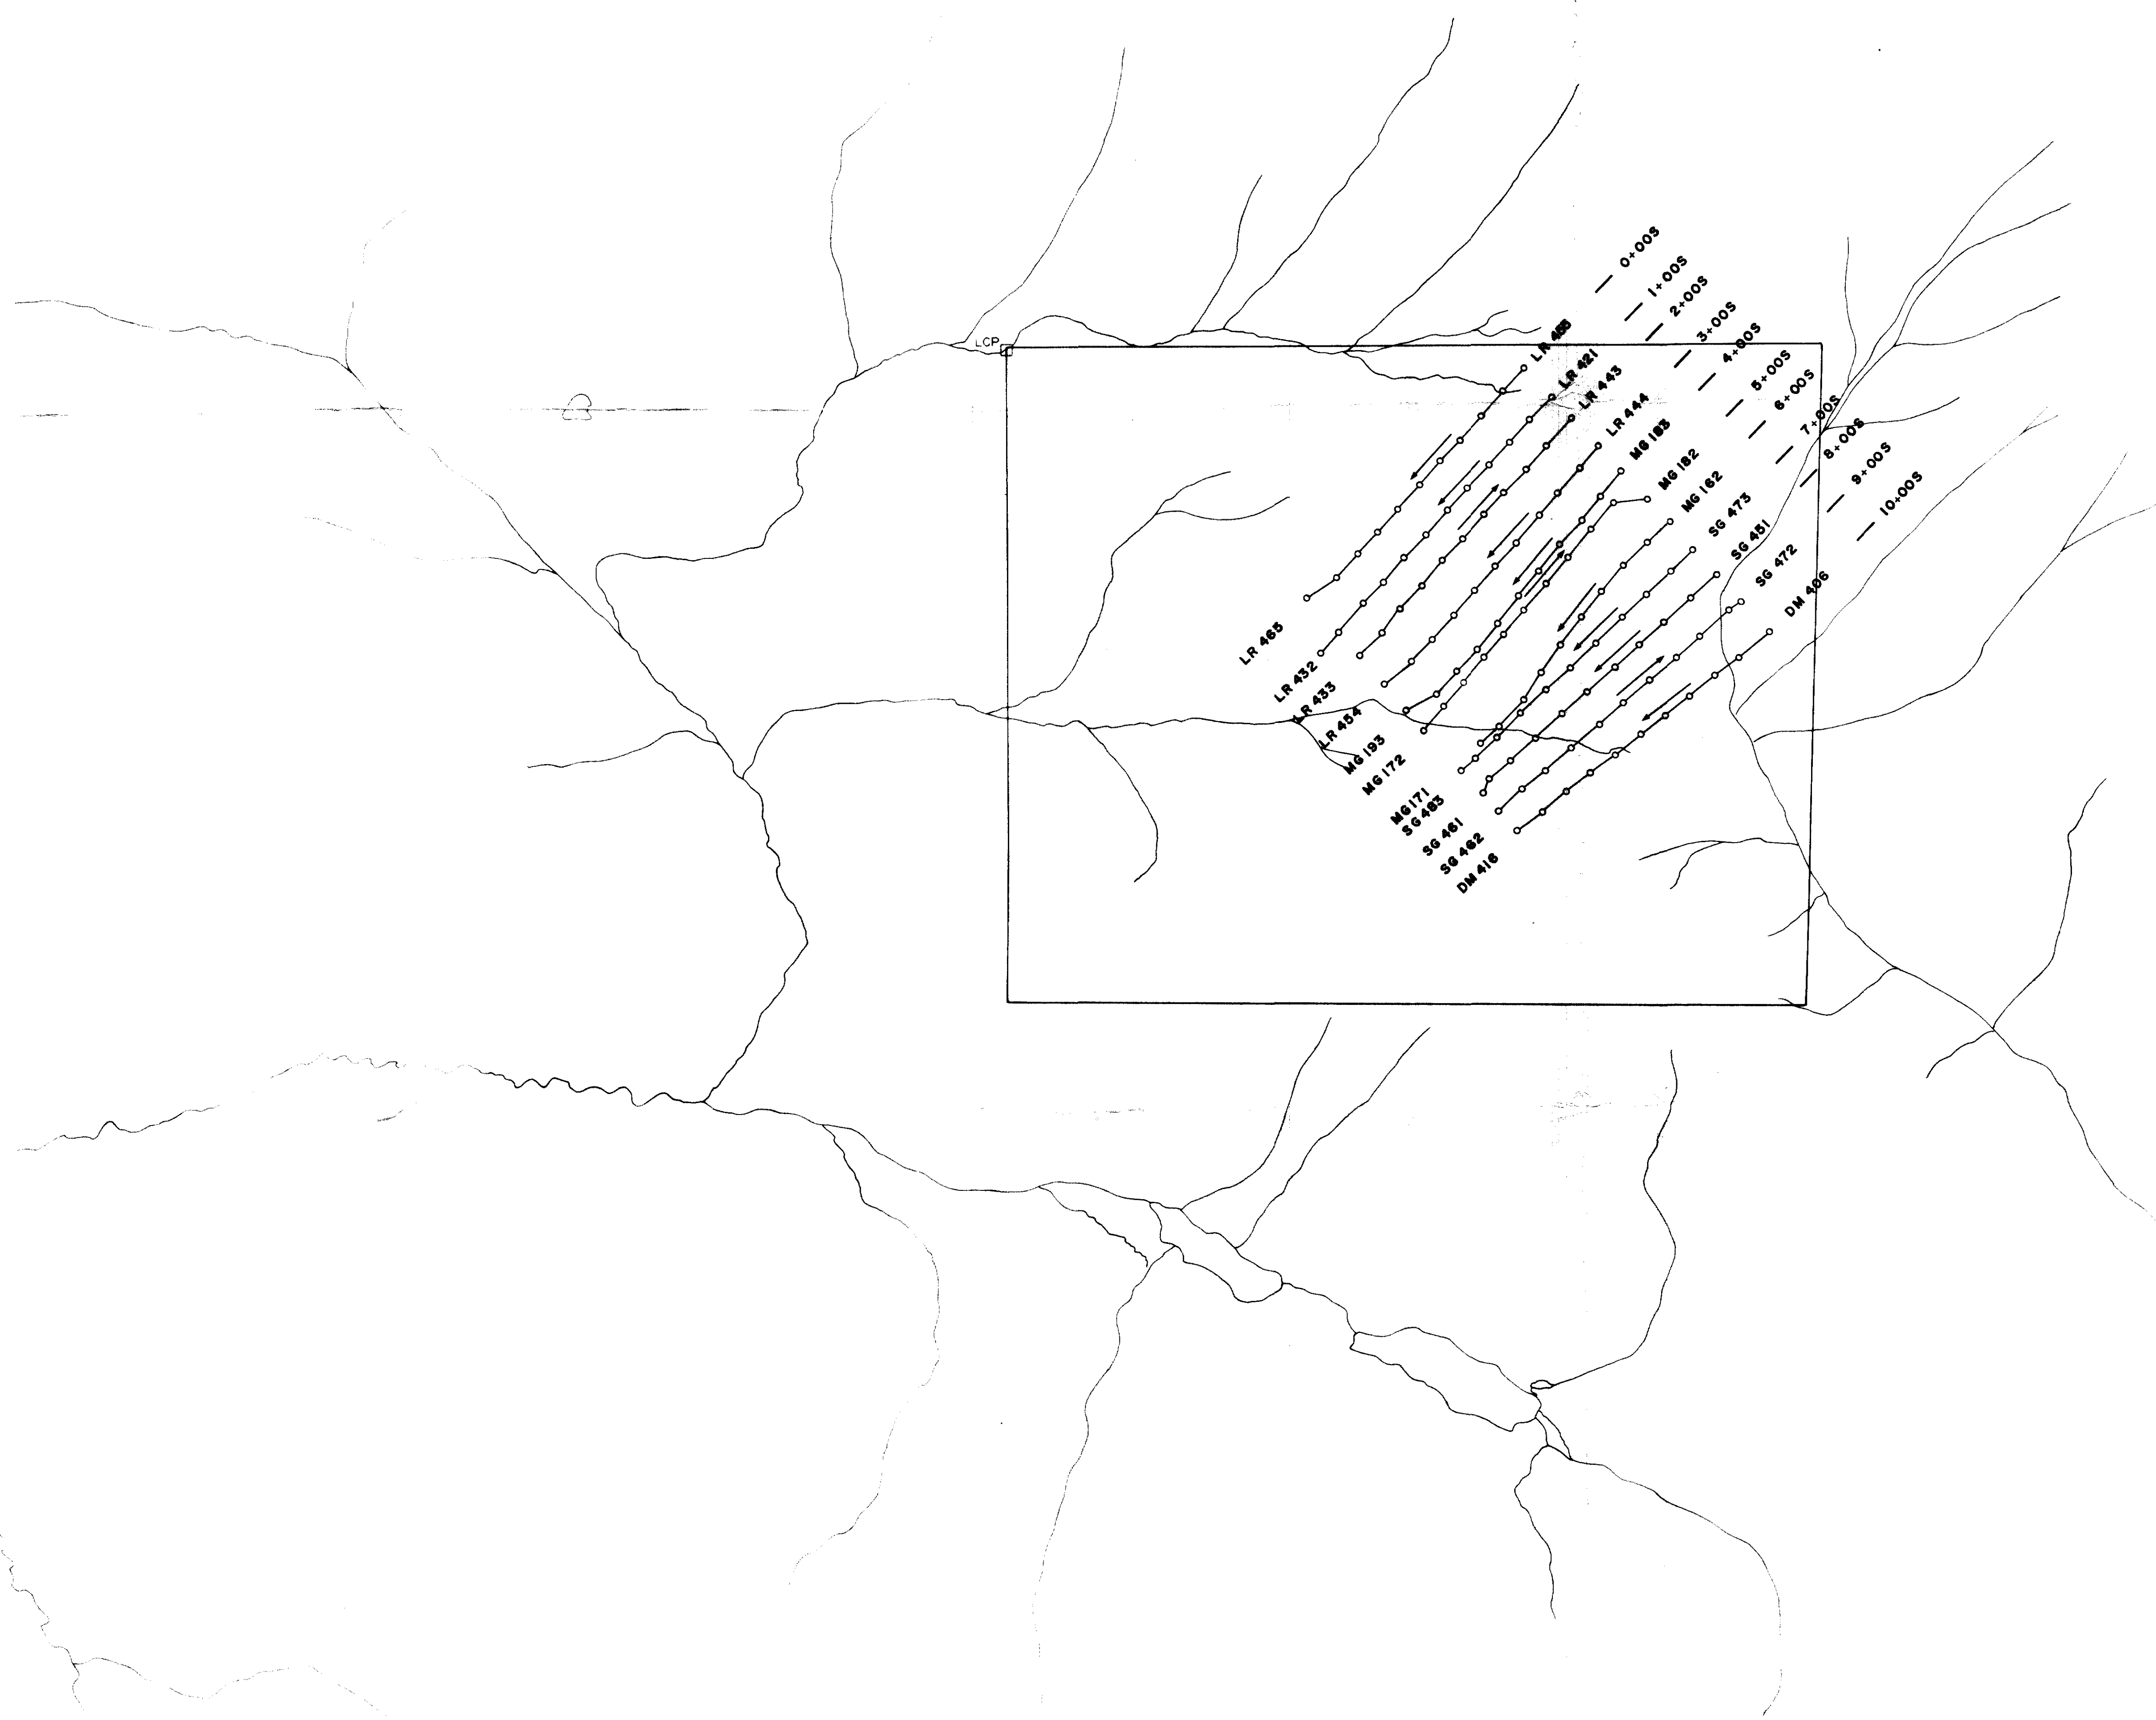 0+00S
1+00S
2+00S
3+00S
4+00S
5+00S
6+00S
7+00S
8+00S
9+00S
10+00S
LCP
LR 421
LR 443
LR 444
MG 183
MG 182
MG 162
SG 473
SG 451
SG 472
DM 406
LR 465
LR 432
LR 433
LR 454
MG 193
MG 172
MG 171
SG 483
SG 461
SG 462
DM 416